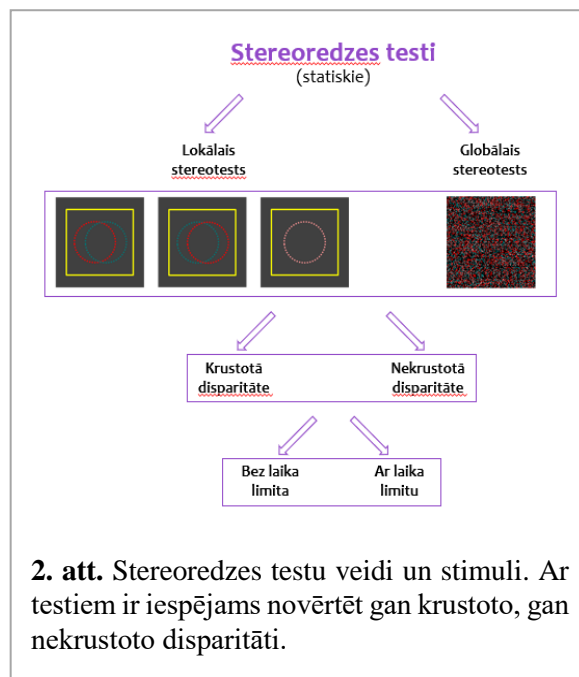 Stereoredzes testi
(statiskie)
Lokālais
stereotests
Globālais
stereotests
Krustotā
disparitāte
Nekrustotā
disparitāte
Bez laika
limita
Ar laika
limitu
2. att. Stereoredzes testu veidi un stimuli. Ar
testiem ir iespējams novērtēt gan krustoto, gan
nekrustoto disparitāti.